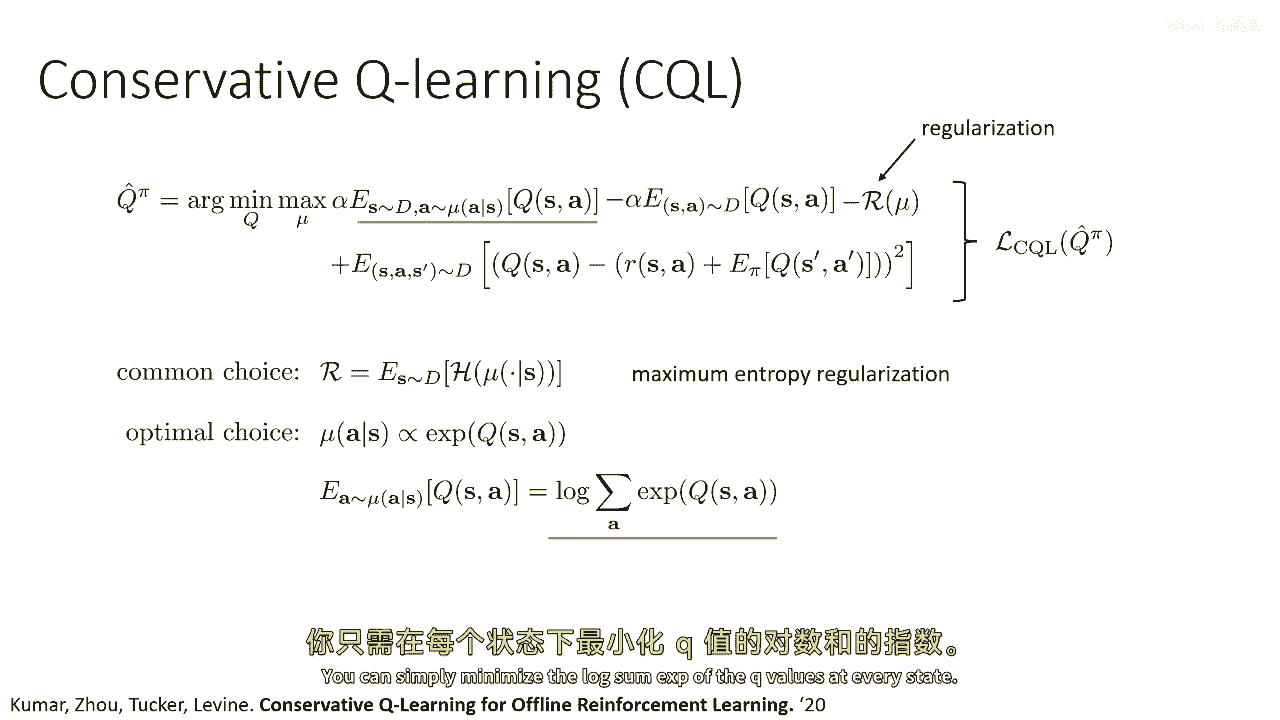 Conservative Q-learning (CQL)
regularization
$\hat{Q}^\pi = \arg\min_Q \max_\mu \alpha E_{\mathbf{s}\sim D, \mathbf{a}\sim\mu(\mathbf{a}|\mathbf{s})}[Q(\mathbf{s},\mathbf{a})] - \alpha E_{(\mathbf{s},\mathbf{a})\sim D}[Q(\mathbf{s},\mathbf{a})] - \mathcal{R}(\mu)$
$+ E_{(\mathbf{s},\mathbf{a},\mathbf{s}')\sim D}\left[(Q(\mathbf{s},\mathbf{a}) - (r(\mathbf{s},\mathbf{a}) + E_\pi[Q(\mathbf{s}',\mathbf{a}')]))^2\right]$
$\mathcal{L}_{\text{CQL}}(\hat{Q}^\pi)$
common choice: $\mathcal{R} = E_{\mathbf{s}\sim D}[\mathcal{H}(\mu(\cdot|\mathbf{s}))]$ maximum entropy regularization
optimal choice: $\mu(\mathbf{a}|\mathbf{s}) \propto \exp(Q(\mathbf{s},\mathbf{a}))$
$E_{\mathbf{a}\sim\mu(\mathbf{a}|\mathbf{s})}[Q(\mathbf{s},\mathbf{a})] = \log \sum_{\mathbf{a}} \exp(Q(\mathbf{s},\mathbf{a}))$
你只需在每个状态下最小化 q 值的对数和的指数。
You can simply minimize the log sum exp of the q values at every state.
Kumar, Zhou, Tucker, Levine. Conservative Q-Learning for Offline Reinforcement Learning. ‘20